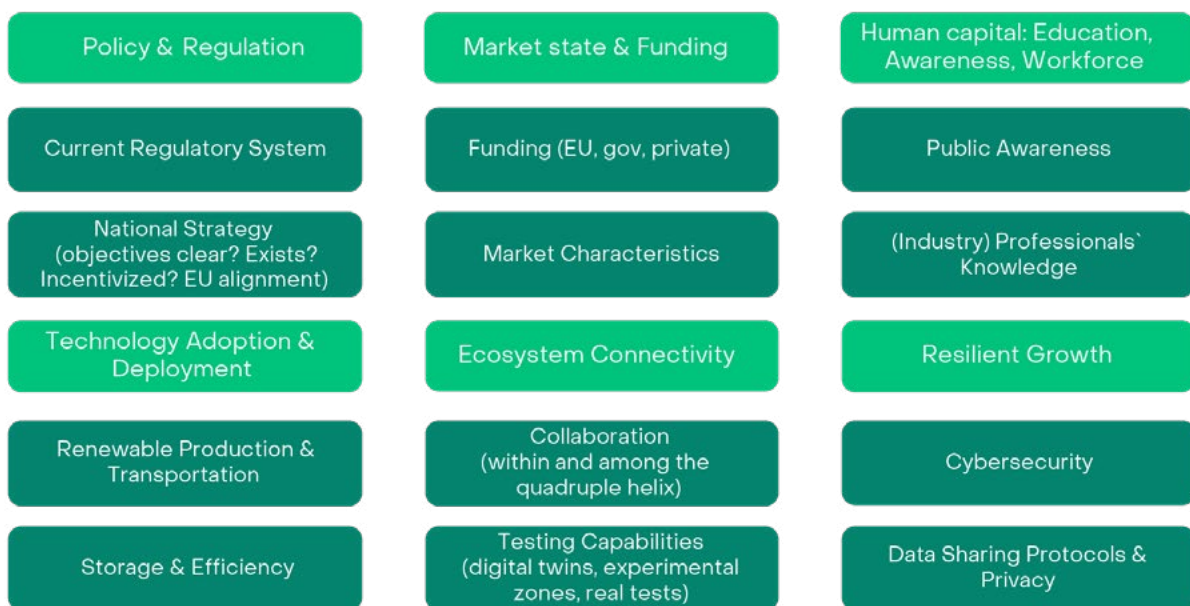 Policy & Regulation
Market state & Funding
Human capital: Education,
Awareness, Workforce
Current Regulatory System
Funding (EU, gov, private)
Public Awareness
National Strategy
(objectives clear? Exists?
Incentivized? EU alignment)
Market Characteristics
(Industry) Professionals`
Knowledge
Technology Adoption &
Deployment
Ecosystem Connectivity
Resilient Growth
Renewable Production &
Transportation
Collaboration
(within and among the
quadruple helix)
Cybersecurity
Storage & Efficiency
Testing Capabilities
(digital twins, experimental
zones, real tests)
Data Sharing Protocols &
Privacy